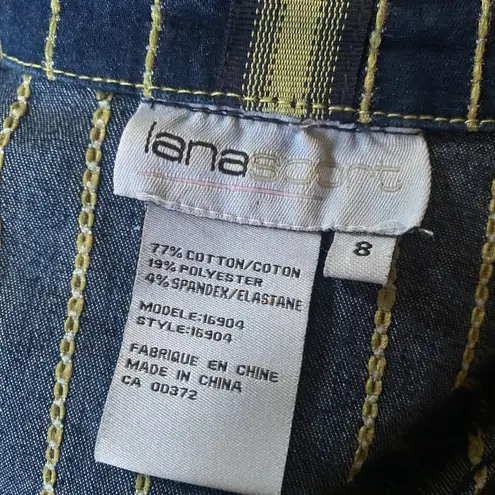 lanasport
8
77% COTTON/COTON
19% POLYESTER
4% SPANDEX/ELASTANE
MODELE:16904
STYLE:16904
FABRIQUE EN CHINE
MADE IN CHINA
CA 00372